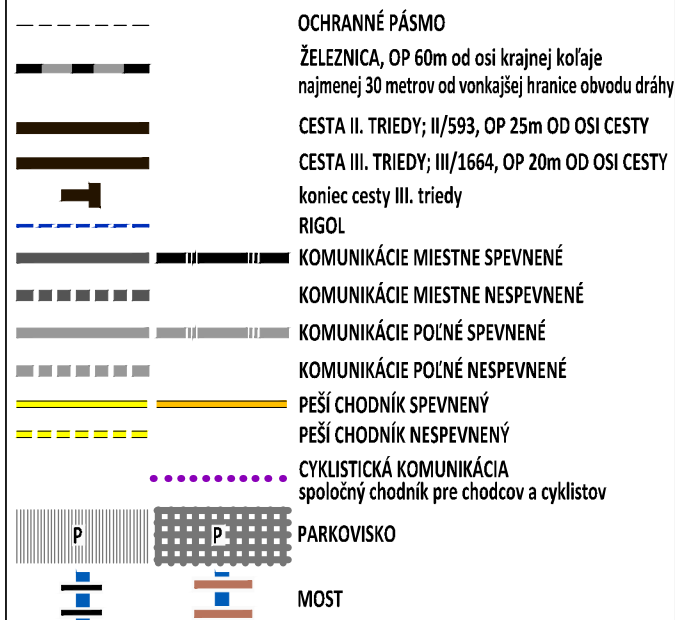 OCHRANNÉ PÁSMO
ŽELEZNICA, OP 60m od osi krajnej koľaje
najmenej 30 metrov od vonkajšej hranice obvodu dráhy
CESTA II. TRIEDY; II/593, OP 25m OD OSI CESTY
CESTA III. TRIEDY; III/1664, OP 20m OD OSI CESTY
koniec cesty III. triedy
RIGOL
KOMUNIKÁCIE MIESTNE SPEVNENÉ
KOMUNIKÁCIE MIESTNE NESPEVNENÉ
KOMUNIKÁCIE POĽNÉ SPEVNENÉ
KOMUNIKÁCIE POĽNÉ NESPEVNENÉ
PEŠÍ CHODNÍK SPEVNENÝ
PEŠÍ CHODNÍK NESPEVNENÝ
CYKLISTICKÁ KOMUNIKÁCIA
spoločný chodník pre chodcov a cyklistov
P P PARKOVISKO
MOST